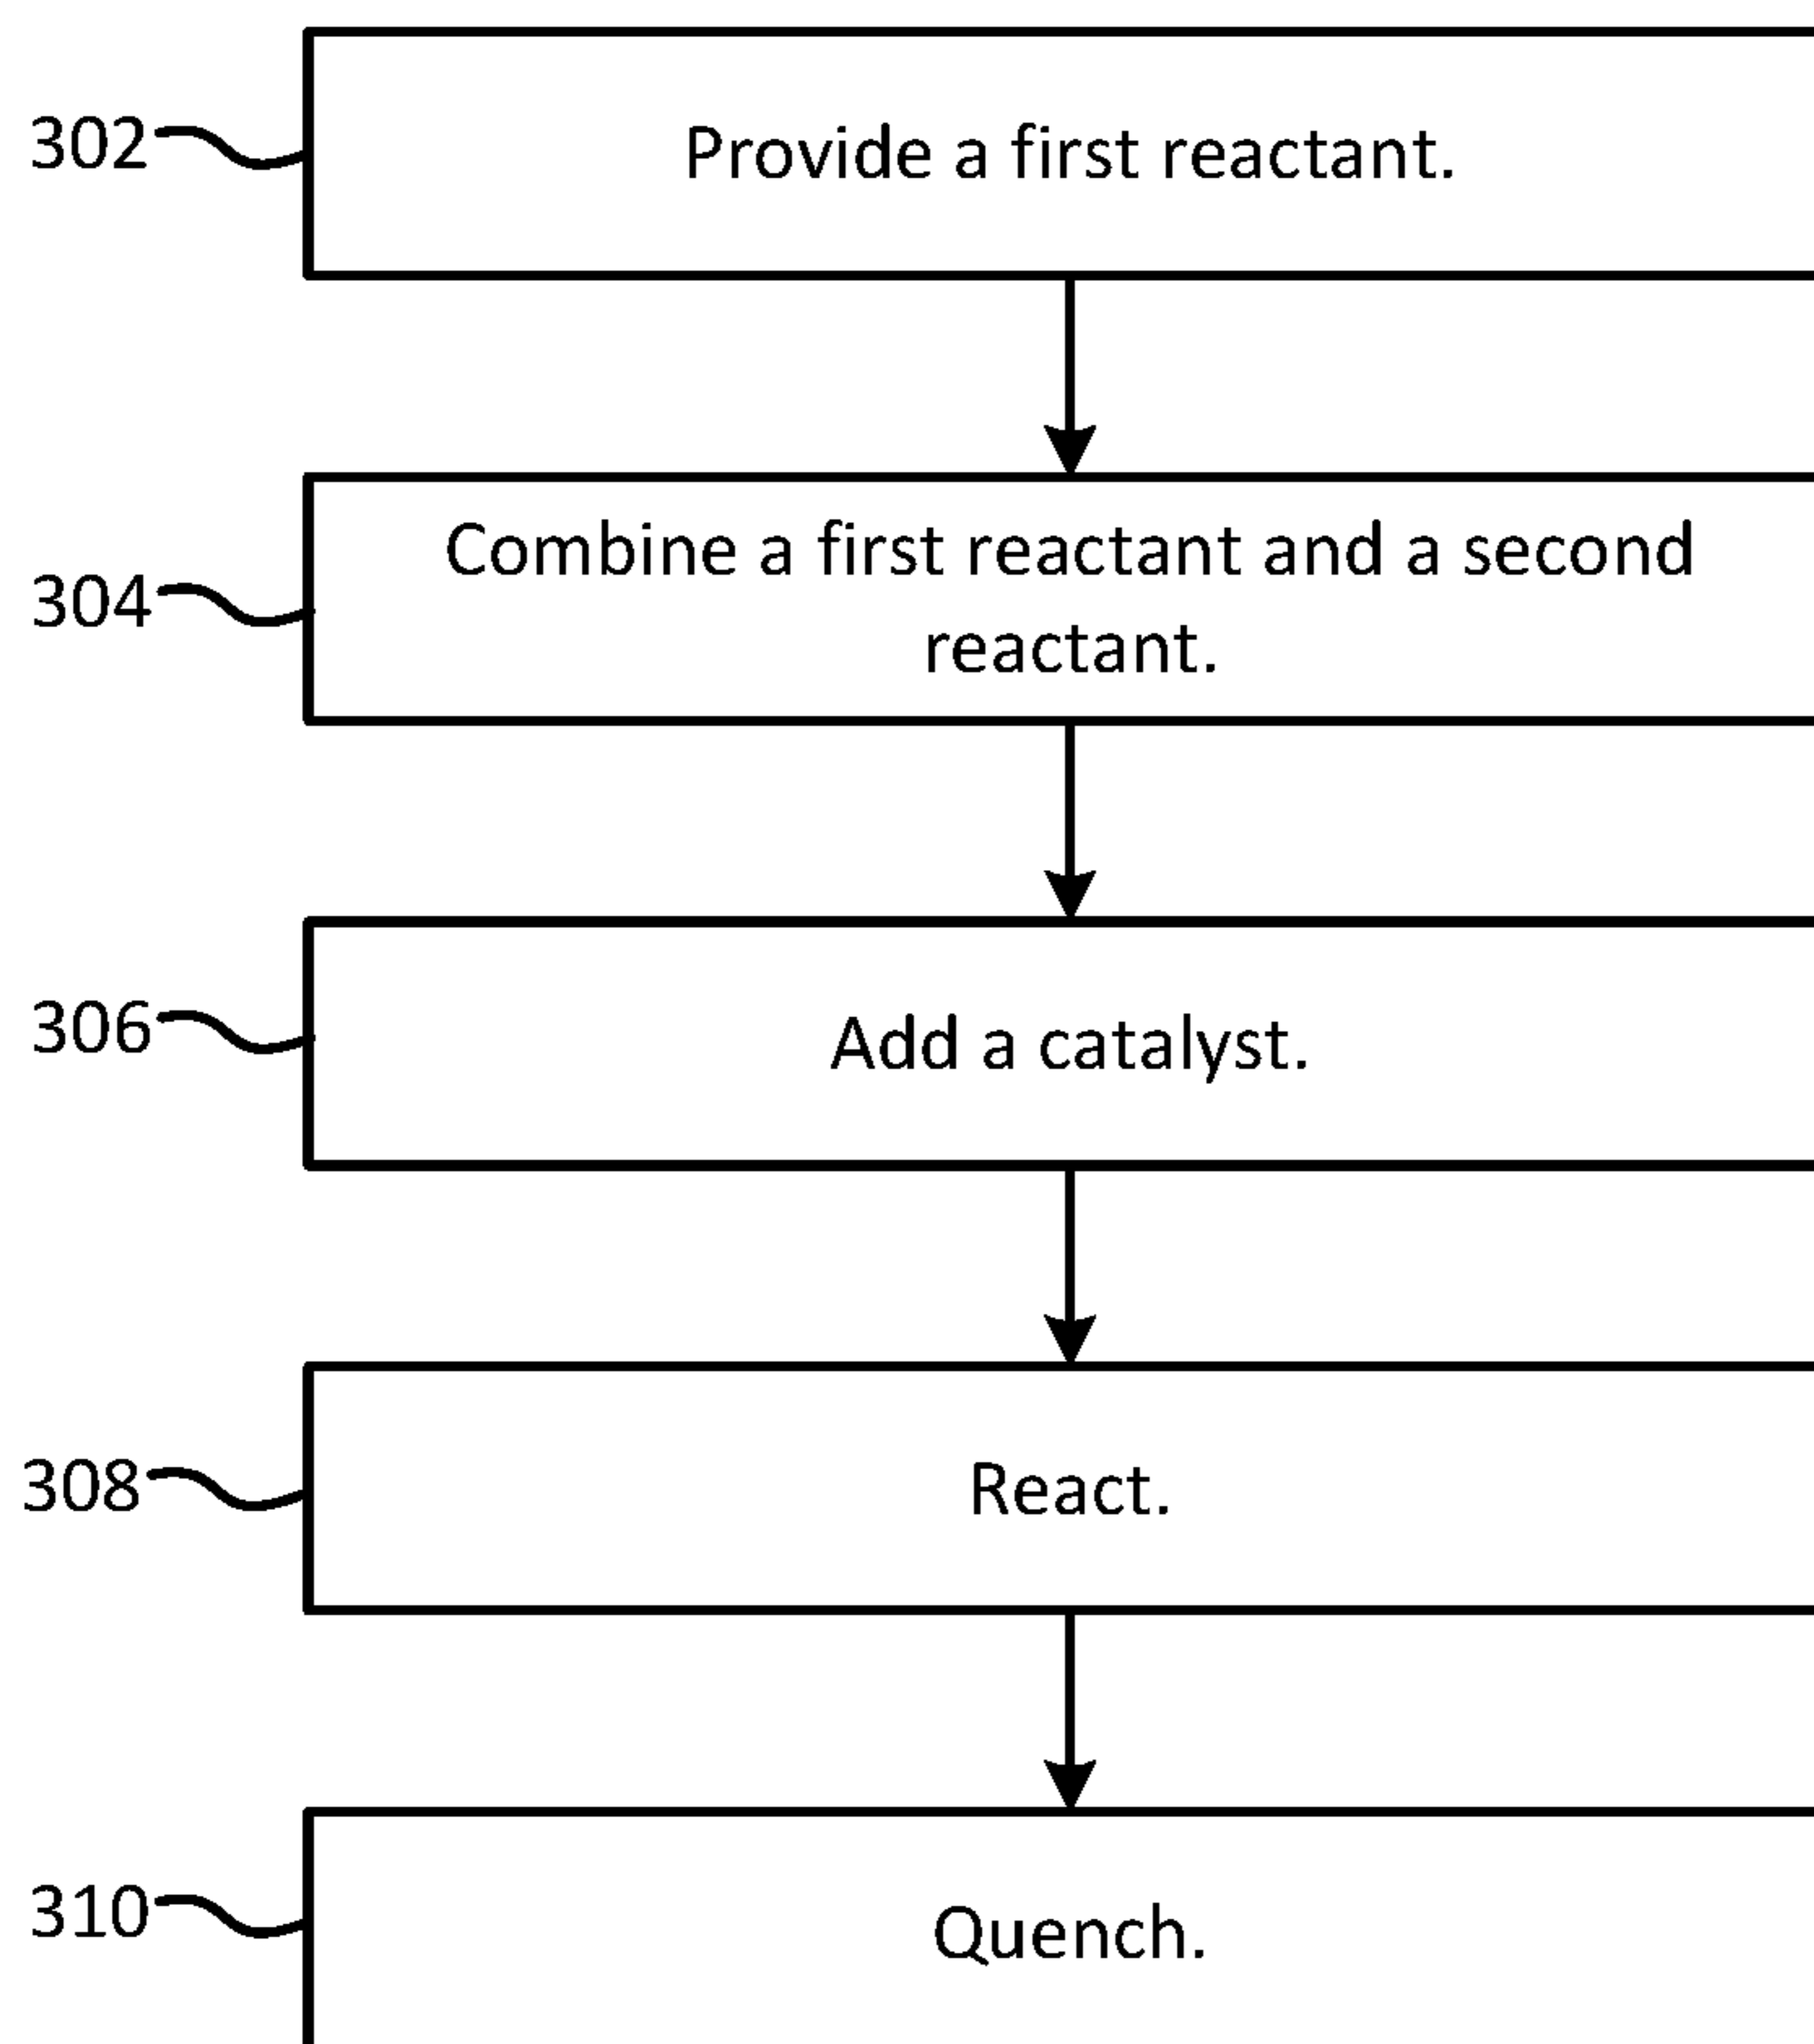 302
Provide a first reactant.
304
Combine a first reactant and a second
reactant.
306
Add a catalyst.
308
React.
310
Quench.